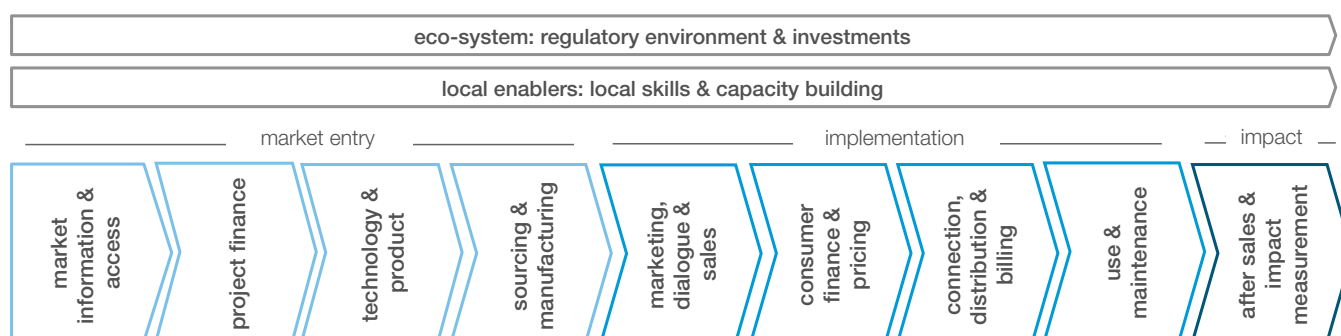 eco-system: regulatory environment & investments
local enablers: local skills & capacity building
market entry
implementation
impact
market
information &
access
project finance
technology &
product
sourcing &
manufacturing
marketing,
dialogue &
sales
consumer
finance &
pricing
connection,
distribution &
billing
use &
maintenance
after sales &
impact
measurement